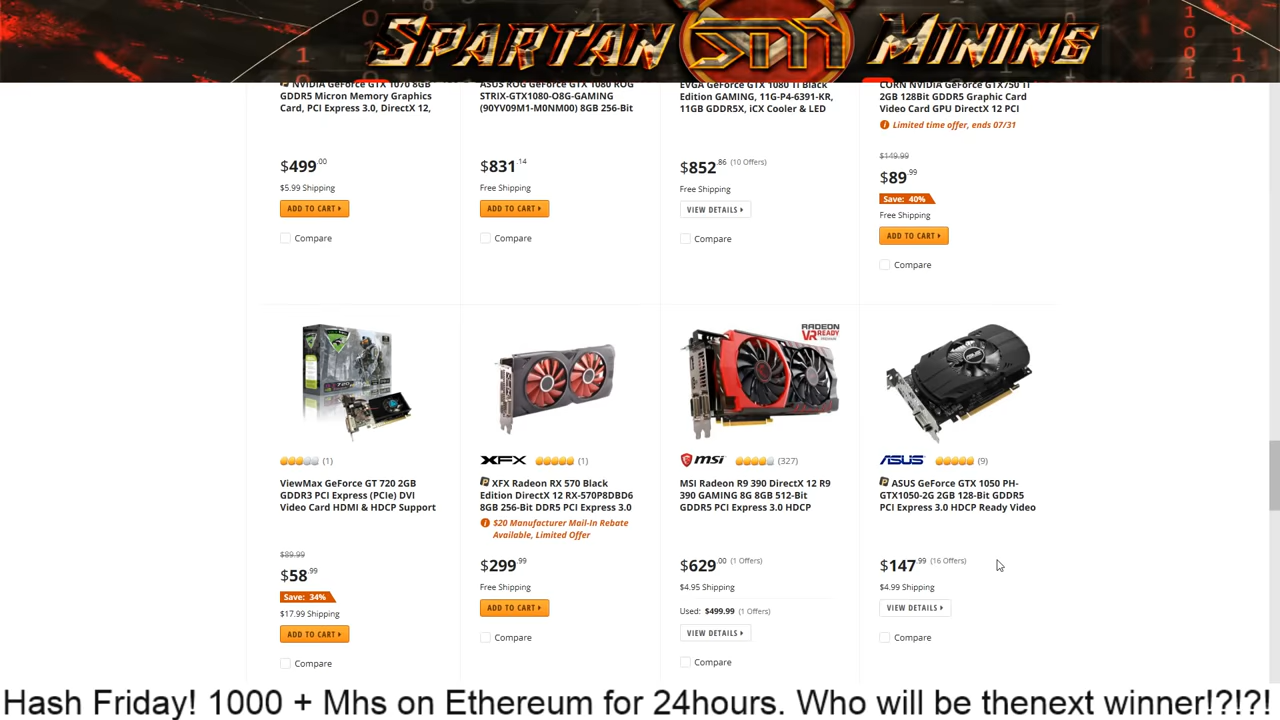 SPARTAN SM MINING
NVIDIA GeForce GTX 1070 8GB
GDDR5 Micron Memory Graphics
Card, PCI Express 3.0, DirectX 12,
$499.00
$5.99 Shipping
ADD TO CART
Compare
ASUS ROG GeForce GTX 1080 ROG
STRIX-GTX1080-O8G-GAMING
(90YV09M1-M0NM00) 8GB 256-Bit
$831.14
Free Shipping
ADD TO CART
Compare
EVGA GeForce GTX 1080 Ti Black
Edition GAMING, 11G-P4-6391-KR,
11GB GDDR5X, iCX Cooler & LED
$852.86 (10 Offers)
Free Shipping
VIEW DETAILS
Compare
CORN NVIDIA GeForce GTX750 TI
2GB 128Bit GDDR5 Graphic Card
Video Card GPU DirectX 12 PCI
Limited time offer, ends 07/31
$149.99
$89.99
Save: 40%
Free Shipping
ADD TO CART
Compare
(1)
ViewMax GeForce GT 720 2GB
GDDR3 PCI Express (PCIe) DVI
Video Card HDMI & HDCP Support
$89.99
$58.99
Save: 34%
$17.99 Shipping
ADD TO CART
Compare
XFX (1)
XFX Radeon RX 570 Black
Edition DirectX 12 RX-570P8DBD6
8GB 256-Bit DDR5 PCI Express 3.0
$20 Manufacturer Mail-In Rebate
Available, Limited Offer
$299.99
Free Shipping
ADD TO CART
Compare
RADEON
VR READY
PREMIUM
msi (327)
MSI Radeon R9 390 DirectX 12 R9
390 GAMING 8G 8GB 512-Bit
GDDR5 PCI Express 3.0 HDCP
$629.00 (1 Offers)
$4.95 Shipping
Used: $499.99 (1 Offers)
VIEW DETAILS
Compare
ASUS (9)
ASUS GeForce GTX 1050 PH-
GTX1050-2G 2GB 128-Bit GDDR5
PCI Express 3.0 HDCP Ready Video
$147.99 (16 Offers)
$4.99 Shipping
VIEW DETAILS
Compare
Hash Friday! 1000 + Mhs on Ethereum for 24hours. Who will be thenext winner!?!?!